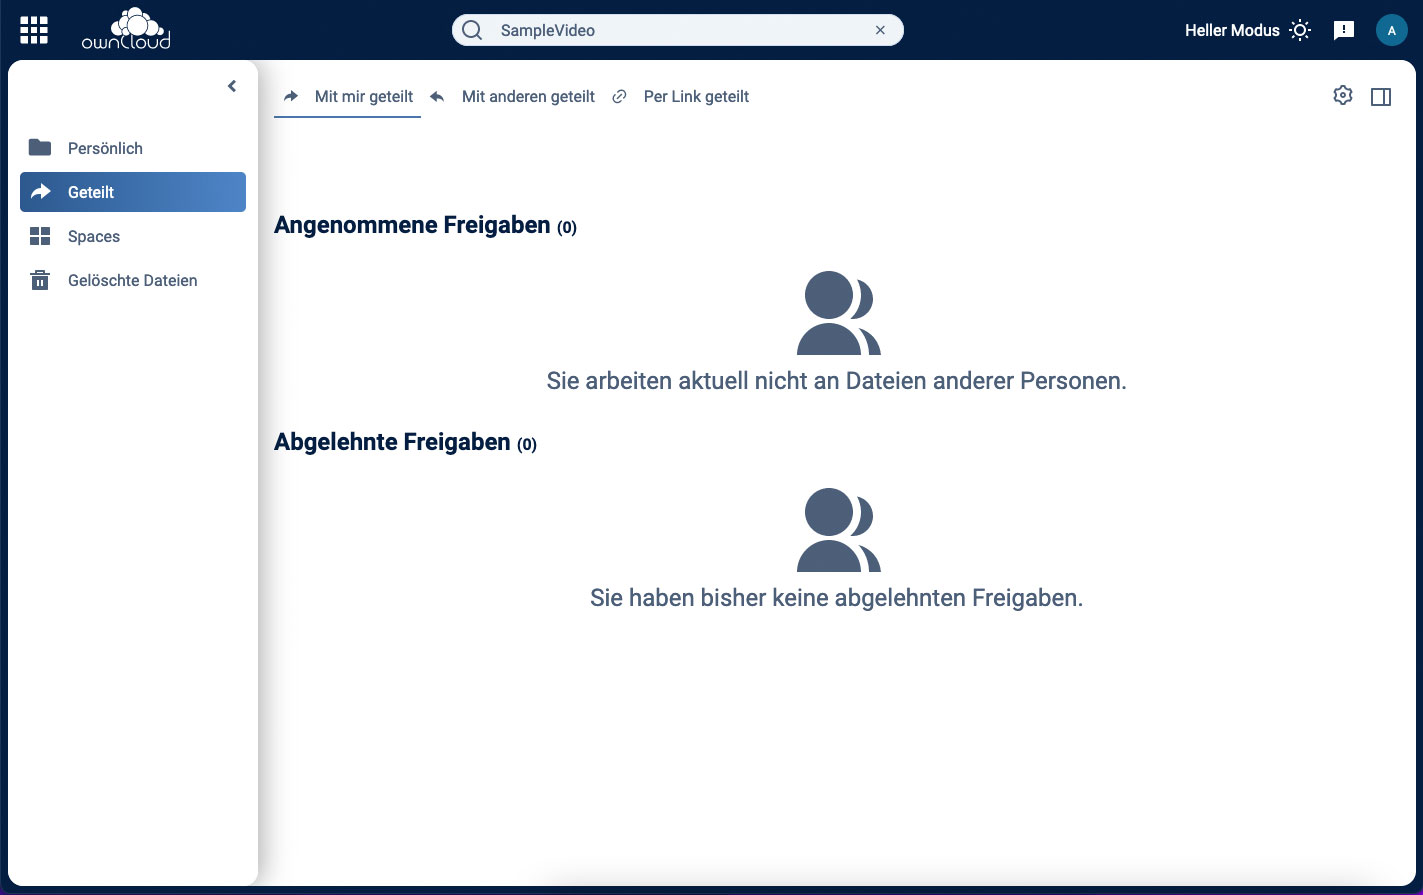 ownCloud
SampleVideo
Heller Modus
A
Persönlich
Geteilt
Spaces
Gelöschte Dateien
Mit mir geteilt
Mit anderen geteilt
Per Link geteilt
Angenommene Freigaben (0)
Sie arbeiten aktuell nicht an Dateien anderer Personen.
Abgelehnte Freigaben (0)
Sie haben bisher keine abgelehnten Freigaben.